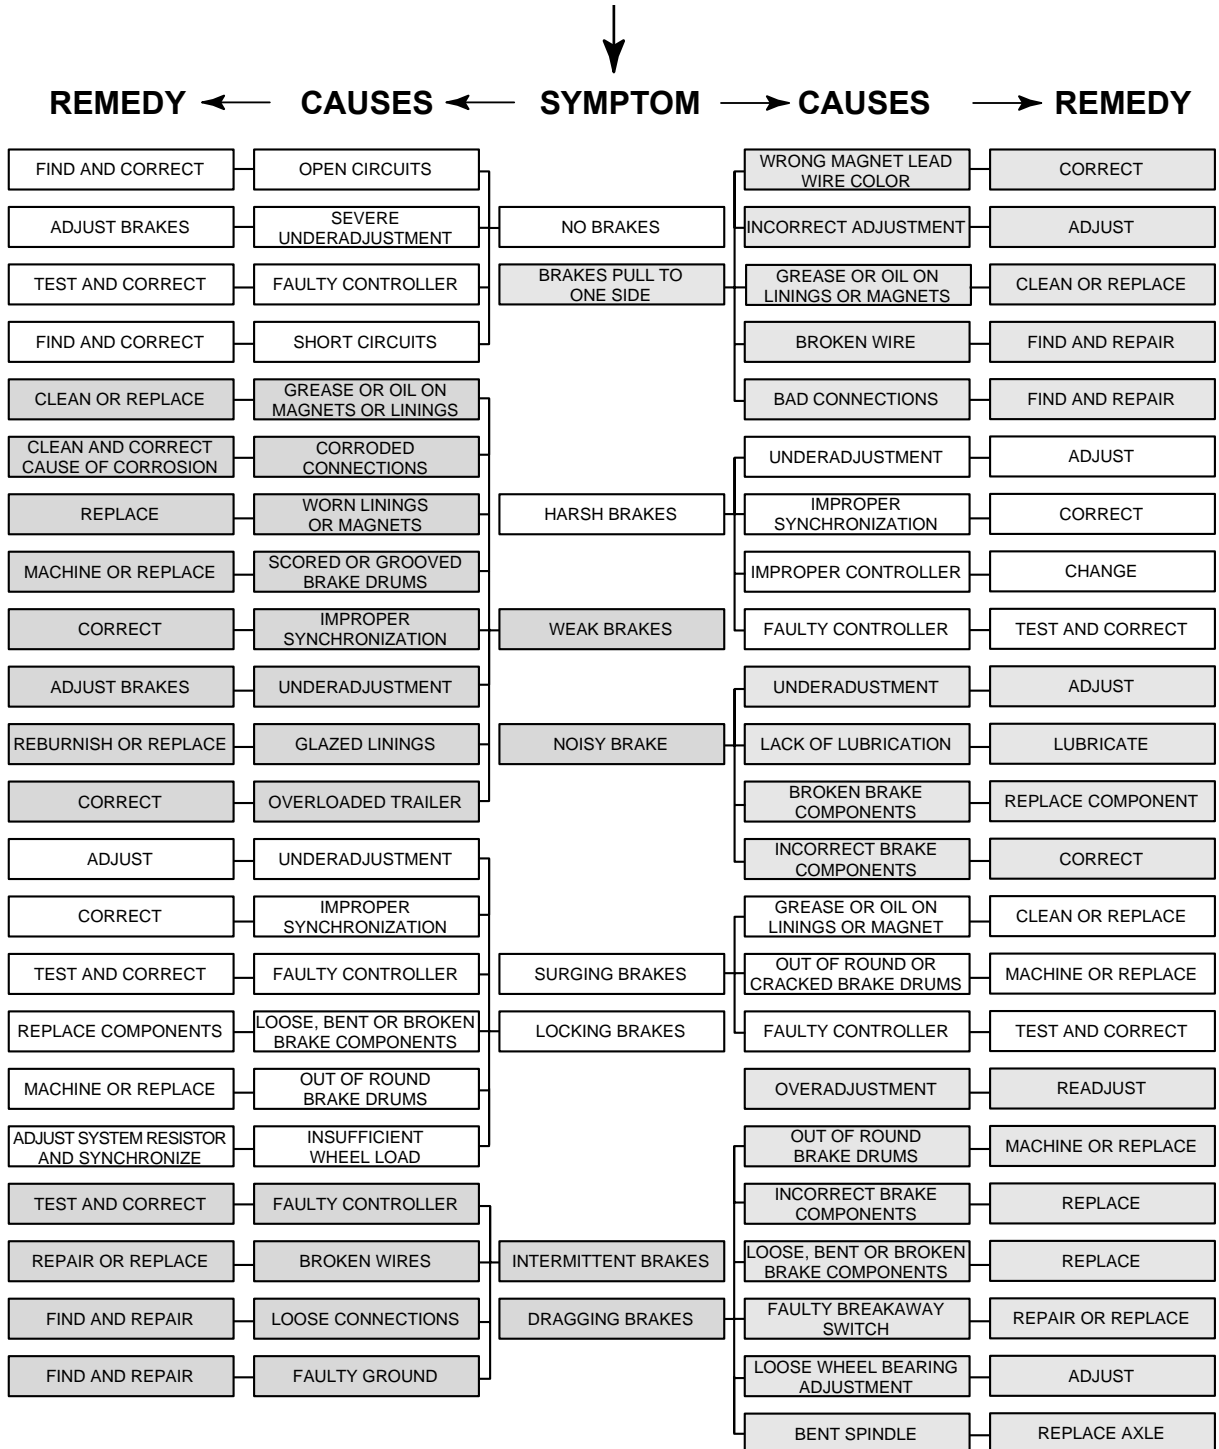 REMEDY CAUSES SYMPTOM CAUSES REMEDY
FIND AND CORRECT
OPEN CIRCUITS
WRONG MAGNET LEAD
WIRE COLOR
CORRECT
ADJUST BRAKES
SEVERE
UNDERADJUSTMENT
NO BRAKES
INCORRECT ADJUSTMENT
ADJUST
TEST AND CORRECT
FAULTY CONTROLLER
BRAKES PULL TO
ONE SIDE
GREASE OR OIL ON
LININGS OR MAGNETS
CLEAN OR REPLACE
FIND AND CORRECT
SHORT CIRCUITS
BROKEN WIRE
FIND AND REPAIR
CLEAN OR REPLACE
GREASE OR OIL ON
MAGNETS OR LININGS
BAD CONNECTIONS
FIND AND REPAIR
CLEAN AND CORRECT
CAUSE OF CORROSION
CORRODED
CONNECTIONS
UNDERADJUSTMENT
ADJUST
REPLACE
WORN LININGS
OR MAGNETS
HARSH BRAKES
IMPROPER
SYNCHRONIZATION
CORRECT
MACHINE OR REPLACE
SCORED OR GROOVED
BRAKE DRUMS
IMPROPER CONTROLLER
CHANGE
CORRECT
IMPROPER
SYNCHRONIZATION
WEAK BRAKES
FAULTY CONTROLLER
TEST AND CORRECT
ADJUST BRAKES
UNDERADJUSTMENT
UNDERADUSTMENT
ADJUST
REBURNISH OR REPLACE
GLAZED LININGS
NOISY BRAKE
LACK OF LUBRICATION
LUBRICATE
CORRECT
OVERLOADED TRAILER
BROKEN BRAKE
COMPONENTS
REPLACE COMPONENT
ADJUST
UNDERADJUSTMENT
INCORRECT BRAKE
COMPONENTS
CORRECT
CORRECT
IMPROPER
SYNCHRONIZATION
GREASE OR OIL ON
LININGS OR MAGNET
CLEAN OR REPLACE
TEST AND CORRECT
FAULTY CONTROLLER
SURGING BRAKES
OUT OF ROUND OR
CRACKED BRAKE DRUMS
MACHINE OR REPLACE
REPLACE COMPONENTS
LOOSE, BENT OR BROKEN
BRAKE COMPONENTS
LOCKING BRAKES
FAULTY CONTROLLER
TEST AND CORRECT
MACHINE OR REPLACE
OUT OF ROUND
BRAKE DRUMS
OVERADJUSTMENT
READJUST
ADJUST SYSTEM RESISTOR
AND SYNCHRONIZE
INSUFFICIENT
WHEEL LOAD
OUT OF ROUND
BRAKE DRUMS
MACHINE OR REPLACE
TEST AND CORRECT
FAULTY CONTROLLER
INCORRECT BRAKE
COMPONENTS
REPLACE
REPAIR OR REPLACE
BROKEN WIRES
INTERMITTENT BRAKES
LOOSE, BENT OR BROKEN
BRAKE COMPONENTS
REPLACE
FIND AND REPAIR
LOOSE CONNECTIONS
DRAGGING BRAKES
FAULTY BREAKAWAY
SWITCH
REPAIR OR REPLACE
FIND AND REPAIR
FAULTY GROUND
LOOSE WHEEL BEARING
ADJUSTMENT
ADJUST
BENT SPINDLE
REPLACE AXLE